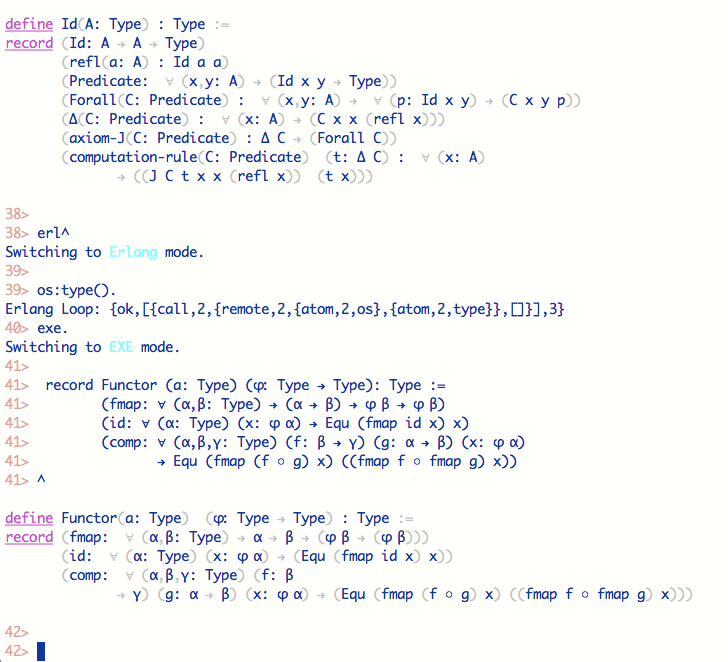 define Id(A: Type) : Type :=
record (Id: A → A → Type)
(refl(a: A) : Id a a)
(Predicate: ∀ (x,y: A) → (Id x y → Type))
(Forall(C: Predicate) : ∀ (x,y: A) → ∀ (p: Id x y) → (C x y p))
(Δ(C: Predicate) : ∀ (x: A) → (C x x (refl x)))
(axiom-J(C: Predicate) : Δ C → (Forall C))
(computation-rule(C: Predicate) (t: Δ C) : ∀ (x: A)
→ ((J C t x x (refl x)) (t x)))
38>
38> erl^
Switching to Erlang mode.
39>
39> os:type().
Erlang Loop: {ok,[{call,2,{remote,2,{atom,2,os},{atom,2,type}},[]}],3}
40> exe.
Switching to EXE mode.
41>
41> record Functor (a: Type) (φ: Type → Type): Type :=
41> (fmap: ∀ (α,β: Type) → (α → β) → φ β → φ β)
41> (id: ∀ (α: Type) (x: φ α) → Equ (fmap id x) x)
41> (comp: ∀ (α,β,γ: Type) (f: β → γ) (g: α → β) (x: φ α)
41> → Equ (fmap (f ∘ g) x) ((fmap f ∘ fmap g) x))
41> ^
define Functor(a: Type) (φ: Type → Type) : Type :=
record (fmap: ∀ (α,β: Type) → α → β → (φ β → (φ β)))
(id: ∀ (α: Type) (x: φ α) → (Equ (fmap id x) x))
(comp: ∀ (α,β,γ: Type) (f: β
→ γ) (g: α → β) (x: φ α) → (Equ (fmap (f ∘ g) x) ((fmap f ∘ fmap g) x)))
42>
42>